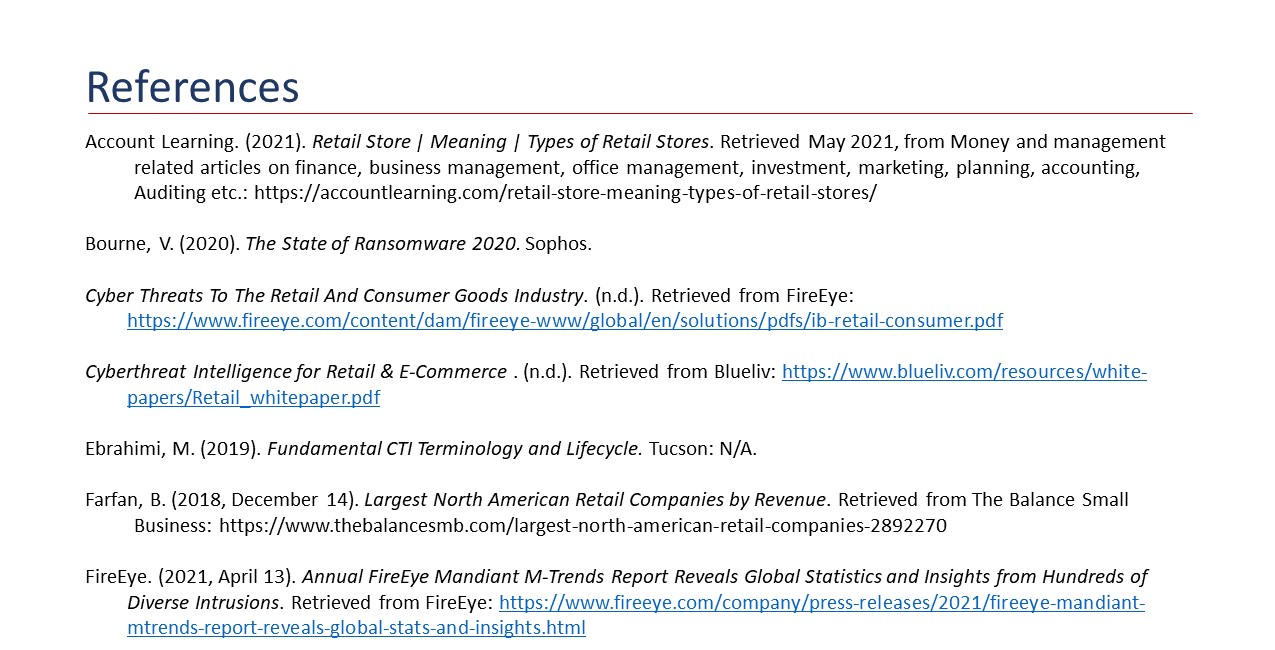 References
Account Learning. (2021). Retail Store | Meaning | Types of Retail Stores. Retrieved May 2021, from Money and management
related articles on finance, business management, office management, investment, marketing, planning, accounting,
Auditing etc.: https://accountlearning.com/retail-store-meaning-types-of-retail-stores/
Bourne, V. (2020). The State of Ransomware 2020. Sophos.
Cyber Threats To The Retail And Consumer Goods Industry. (n.d.). Retrieved from FireEye:
https://www.fireeye.com/content/dam/fireeye-www/global/en/solutions/pdfs/ib-retail-consumer.pdf
Cyberthreat Intelligence for Retail & E-Commerce . (n.d.). Retrieved from Blueliv: https://www.blueliv.com/resources/white-
papers/Retail_whitepaper.pdf
Ebrahimi, M. (2019). Fundamental CTI Terminology and Lifecycle. Tucson: N/A.
Farfan, B. (2018, December 14). Largest North American Retail Companies by Revenue. Retrieved from The Balance Small
Business: https://www.thebalancesmb.com/largest-north-american-retail-companies-2892270
FireEye. (2021, April 13). Annual FireEye Mandiant M-Trends Report Reveals Global Statistics and Insights from Hundreds of
Diverse Intrusions. Retrieved from FireEye: https://www.fireeye.com/company/press-releases/2021/fireeye-mandiant-
mtrends-report-reveals-global-stats-and-insights.html